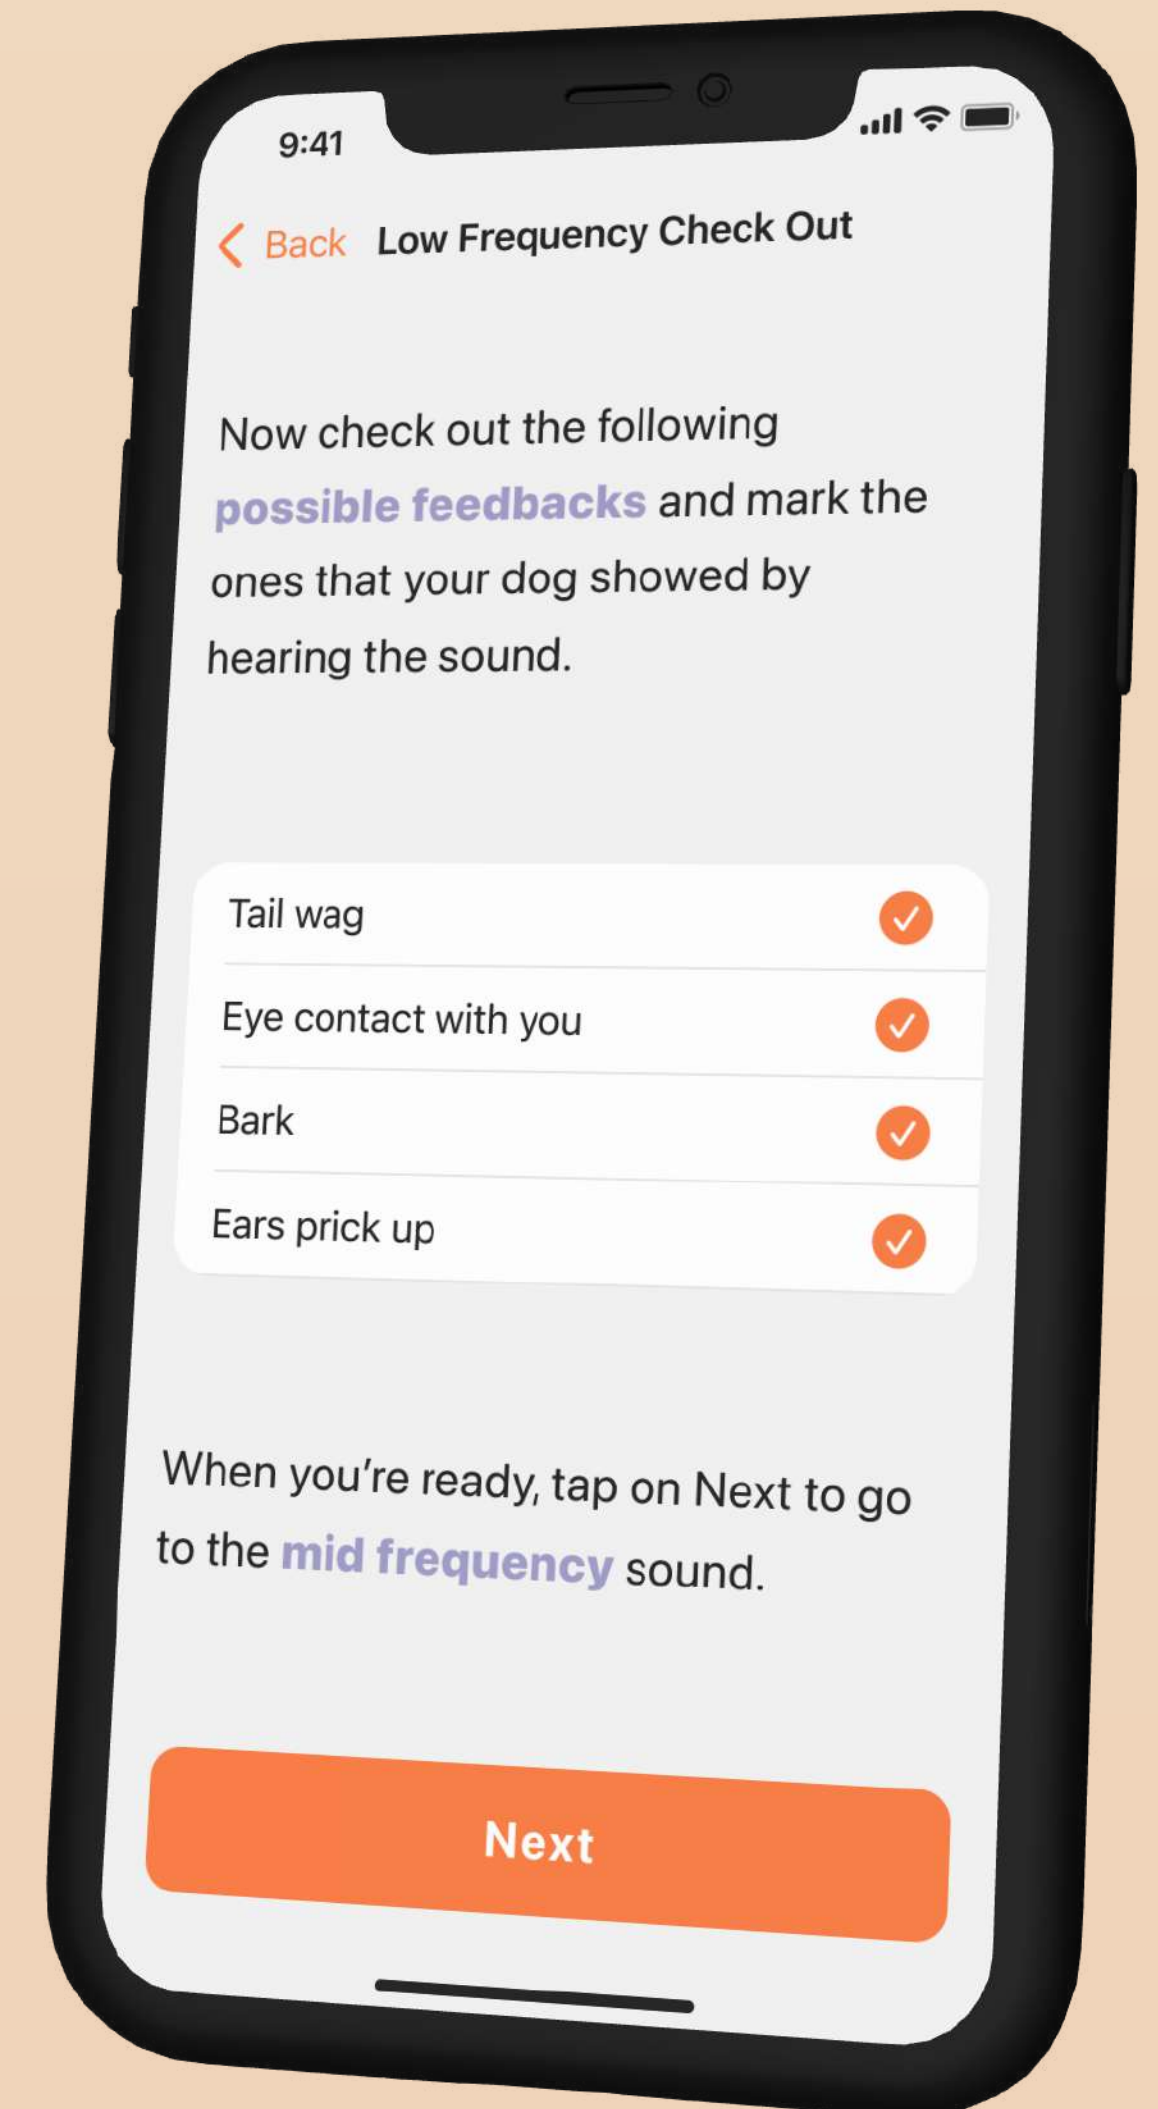 9:41
Back Low Frequency Check Out
Now check out the following
possible feedbacks and mark the
ones that your dog showed by
hearing the sound.
Tail wag
Eye contact with you
Bark
Ears prick up
When you're ready, tap on Next to go
to the mid frequency sound.
Next